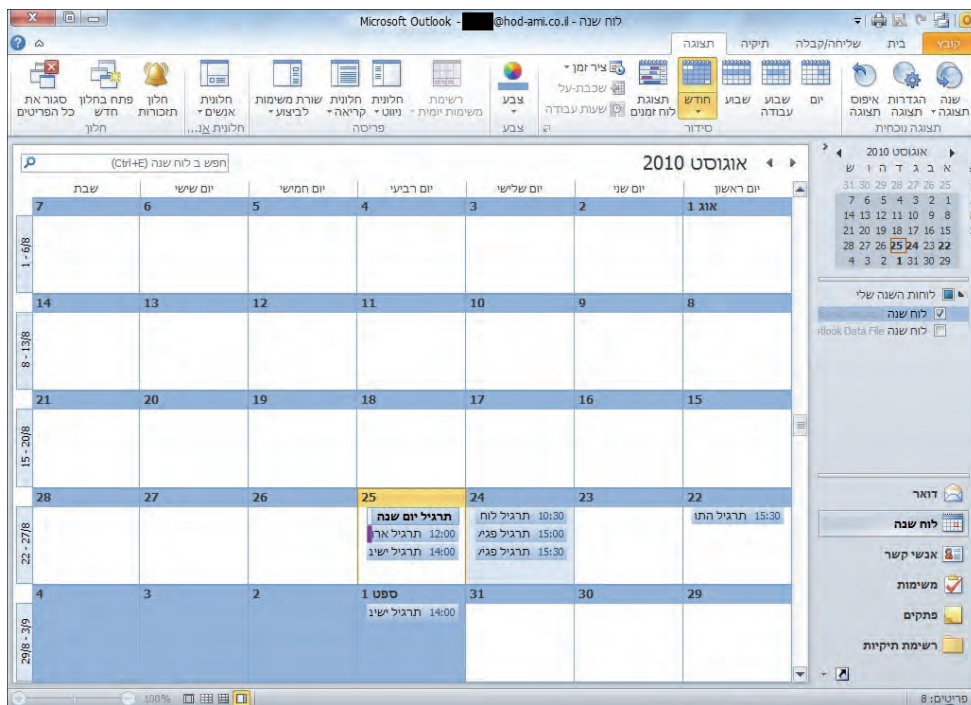 לוח שנה - @hod-ami.co.il - Microsoft Outlook
קובץ בית שליחה/קבלה תיקיה תצוגה
שנה תצוגה
הגדרות תצוגה
איפוס תצוגה
תצוגה נוכחית
יום
שבוע עבודה
שבוע
חודש
תצוגת לוח זמנים
ציר זמן
שכבת-על
שעות עבודה
סידור
צבע
צבע
רשימת משימות יומית
חלונית ניווט
חלונית קריאה
שורת משימות לביצוע
פריסה
חלונית אנשים
חלונית אנ...
חלון תזכורות
פתח בחלון חדש
סגור את כל הפריטים
חלון
אוגוסט 2010
א ב ג ד ה ו ש
25 26 27 28 29 30 31
1 2 3 4 5 6 7
8 9 10 11 12 13 14
15 16 17 18 19 20 21
22 23 24 25 26 27 28
29 30 31 1 2 3 4
לוחות השנה שלי
לוח שנה
לוח שנה Data File
דואר
לוח שנה
אנשי קשר
משימות
פתקים
רשימת תיקיות
אוגוסט 2010
חפש ב לוח שנה (Ctrl+E)
יום ראשון יום שני יום שלישי יום רביעי יום חמישי יום שישי שבת
1 - 6/8
אוג 1 2 3 4 5 6 7
8 - 13/8
8 9 10 11 12 13 14
15 - 20/8
15 16 17 18 19 20 21
22 - 27/8
22 23 24 25 26 27 28
15:30 תרגיל התו
10:30 תרגיל לוח
15:00 תרגיל פגי
15:30 תרגיל פגי
תרגיל יום שנה
12:00 תרגיל ארו
14:00 תרגיל ישי
29/8 - 3/9
29 30 31 ספט 1 2 3 4
14:00 תרגיל ישי
פריטים: 8
100%